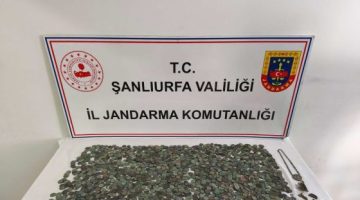 T.C.
ŞANLIURFA VALİLİĞİ
İL JANDARMA KOMUTANLIĞI